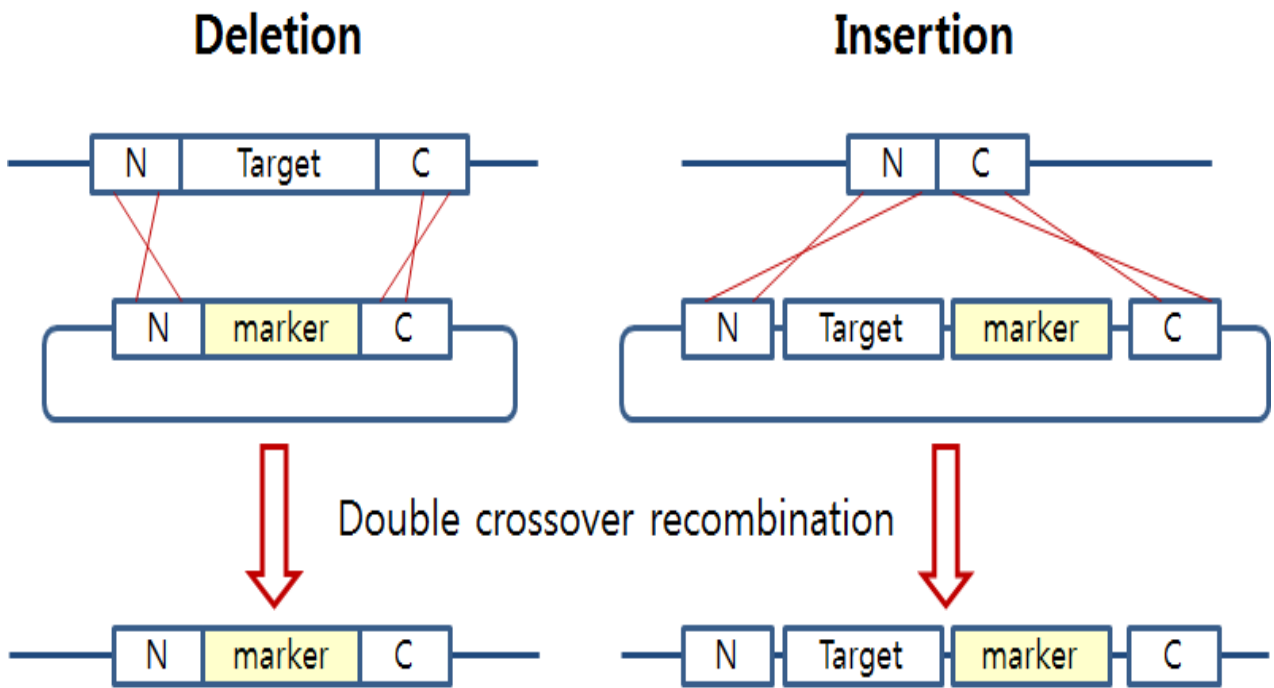 Deletion
Insertion
N Target C
N C
N marker C
N Target marker C
Double crossover recombination
N marker C
N Target marker C